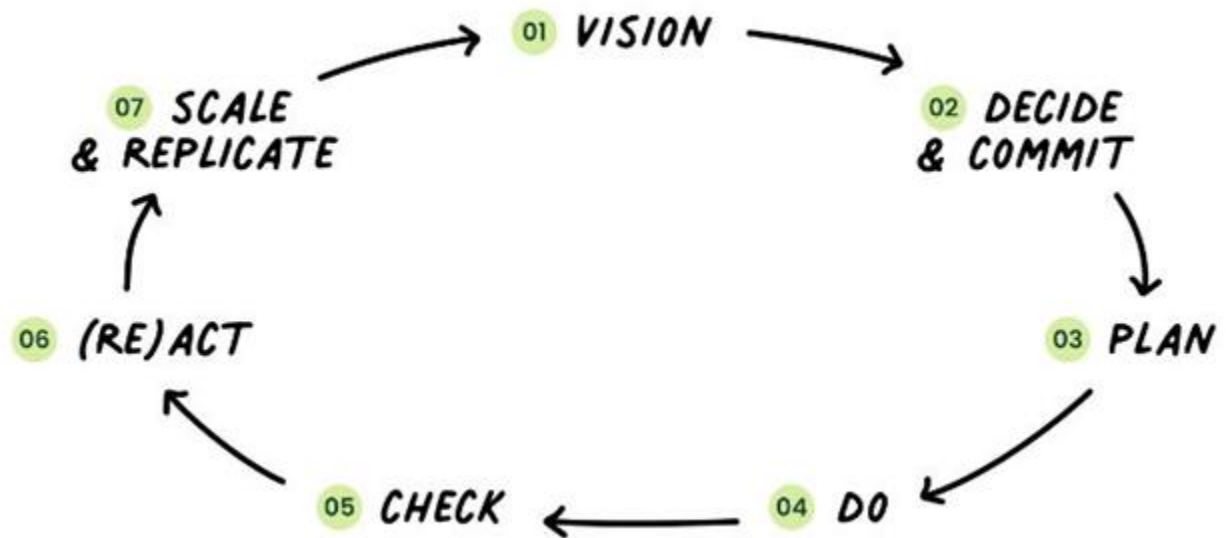 01 VISION
02 DECIDE
& COMMIT
03 PLAN
04 DO
05 CHECK
06 (RE)ACT
07 SCALE
& REPLICATE